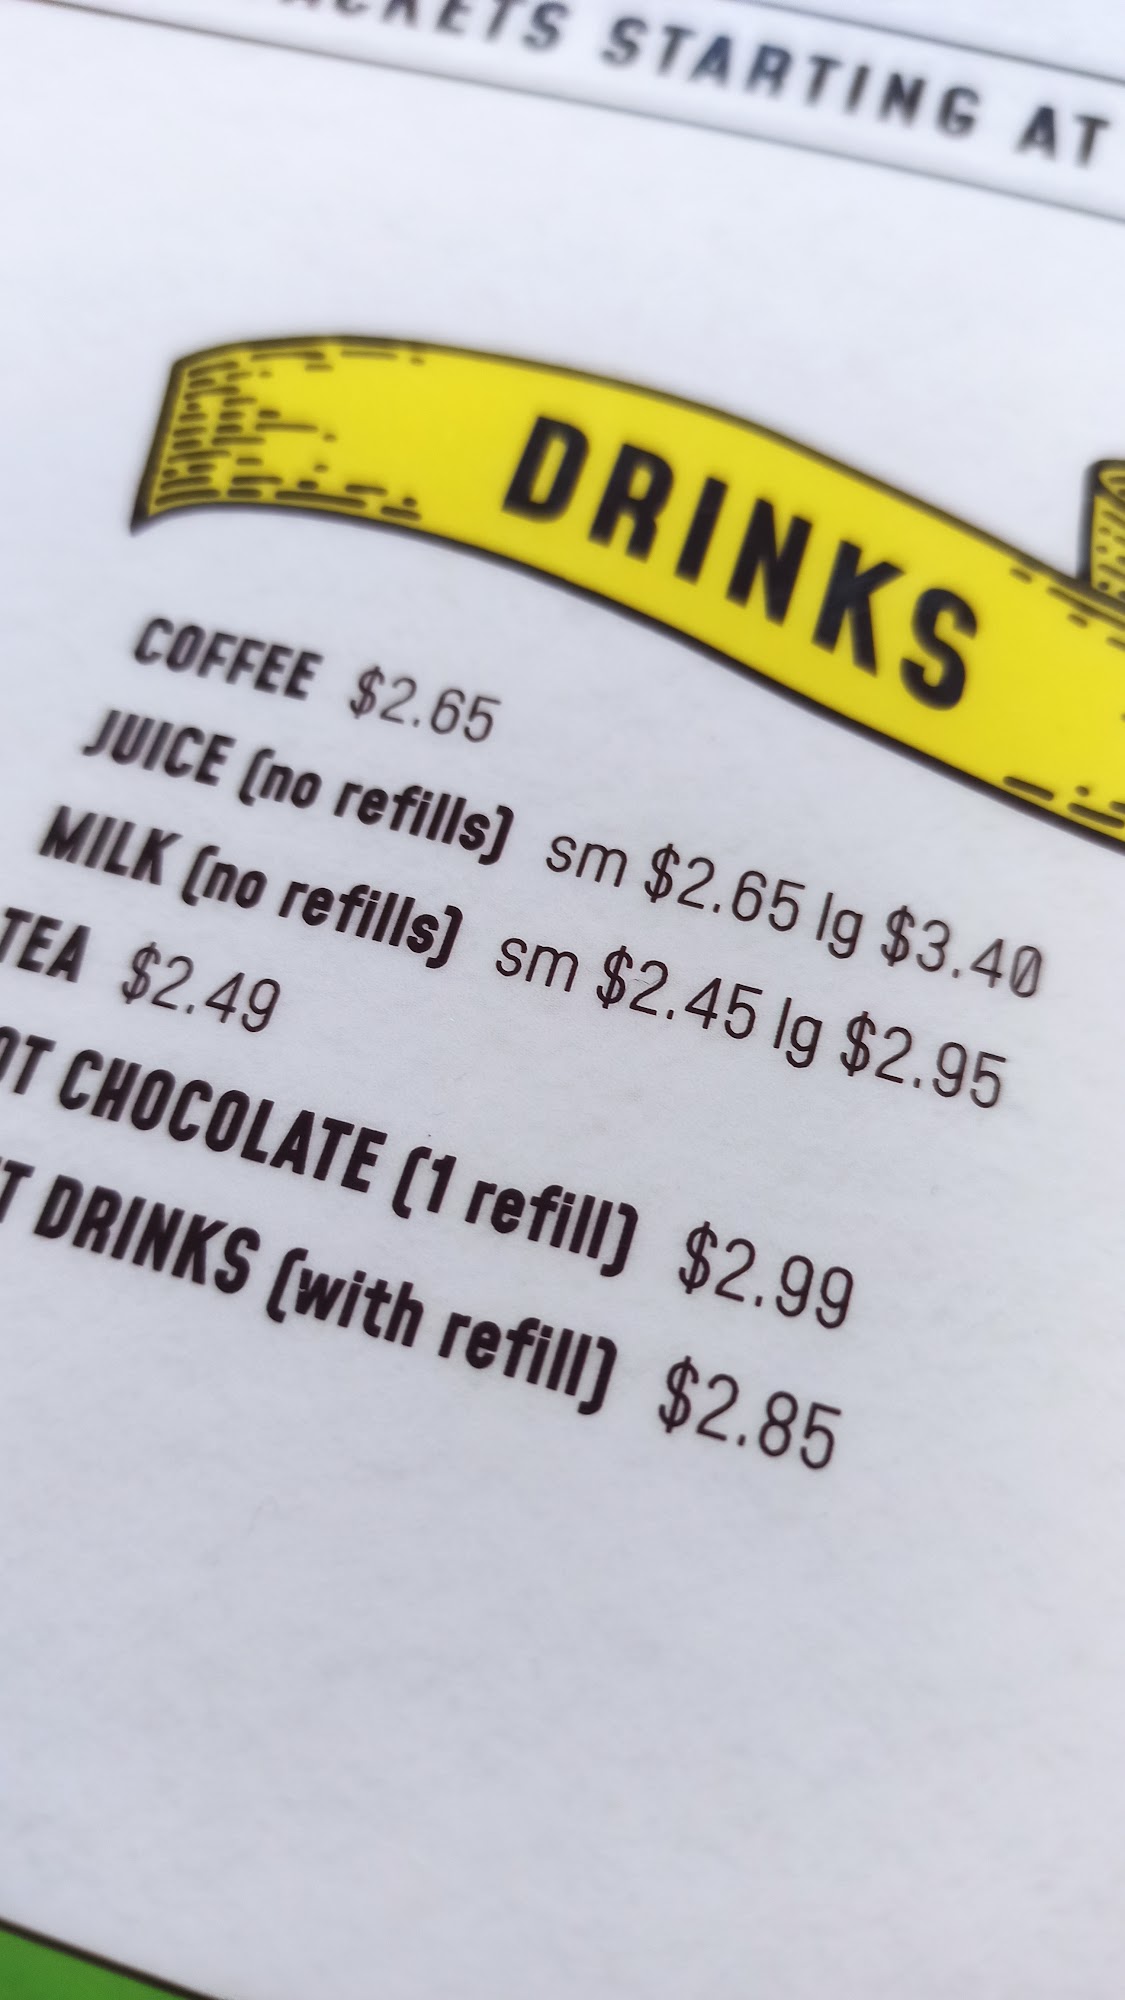 STARTING AT
DRINKS
COFFEE $2.65
JUICE (no refills) sm $2.65 lg $3.40
MILK (no refills) sm $2.45 lg $2.95
TEA $2.49
CHOCOLATE (1 refill) $2.99
DRINKS (with refill) $2.85